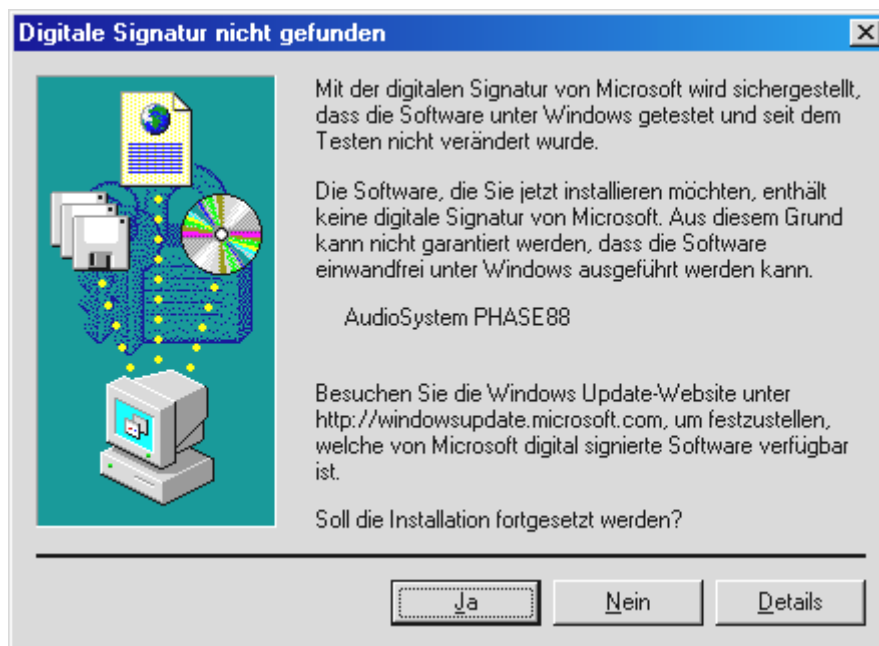 Digitale Signatur nicht gefunden
Mit der digitalen Signatur von Microsoft wird sichergestellt,
dass die Software unter Windows getestet und seit dem
Testen nicht verändert wurde.
Die Software, die Sie jetzt installieren möchten, enthält
keine digitale Signatur von Microsoft. Aus diesem Grund
kann nicht garantiert werden, dass die Software
einwandfrei unter Windows ausgeführt werden kann.
AudioSystem PHASE88
Besuchen Sie die Windows Update-Website unter
http://windowsupdate.microsoft.com, um festzustellen,
welche von Microsoft digital signierte Software verfügbar
ist.
Soll die Installation fortgesetzt werden?
Ja Nein Details